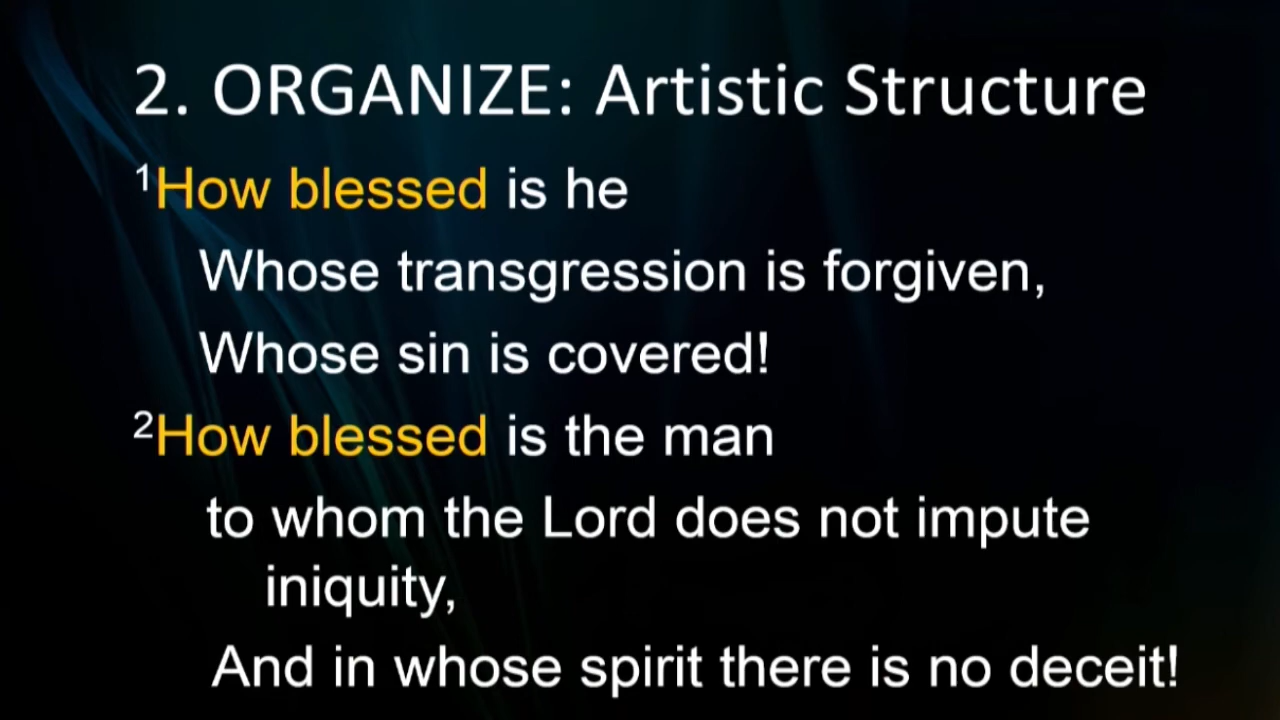 2. ORGANIZE: Artistic Structure
¹How blessed is he
Whose transgression is forgiven,
Whose sin is covered!
²How blessed is the man
to whom the Lord does not impute
iniquity,
And in whose spirit there is no deceit!